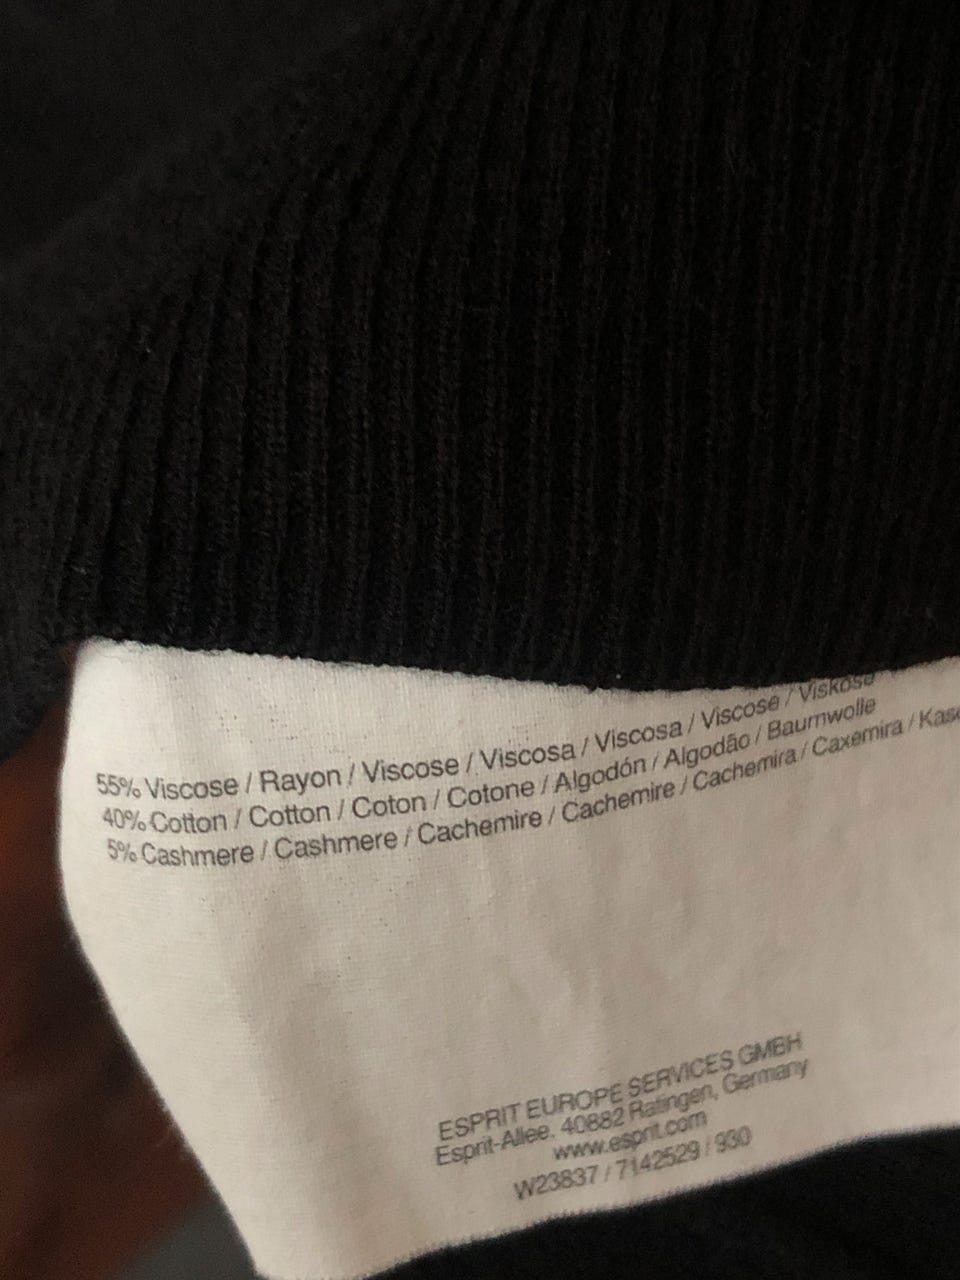 55% Viscose / Rayon / Viscose / Viscosa / Viscosa / Viscose / Viskose
40% Cotton / Cotton / Coton / Cotone / Algodón / Algodão / Baumwolle
5% Cashmere / Cashmere / Cachemire / Cachemire / Cachemira / Caxemira /
ESPRIT EUROPE SERVICES GMBH
Esprit-Allee. 40882 Ratingen, Germany
www.esprit.com
W23837 / 7142529 / 930